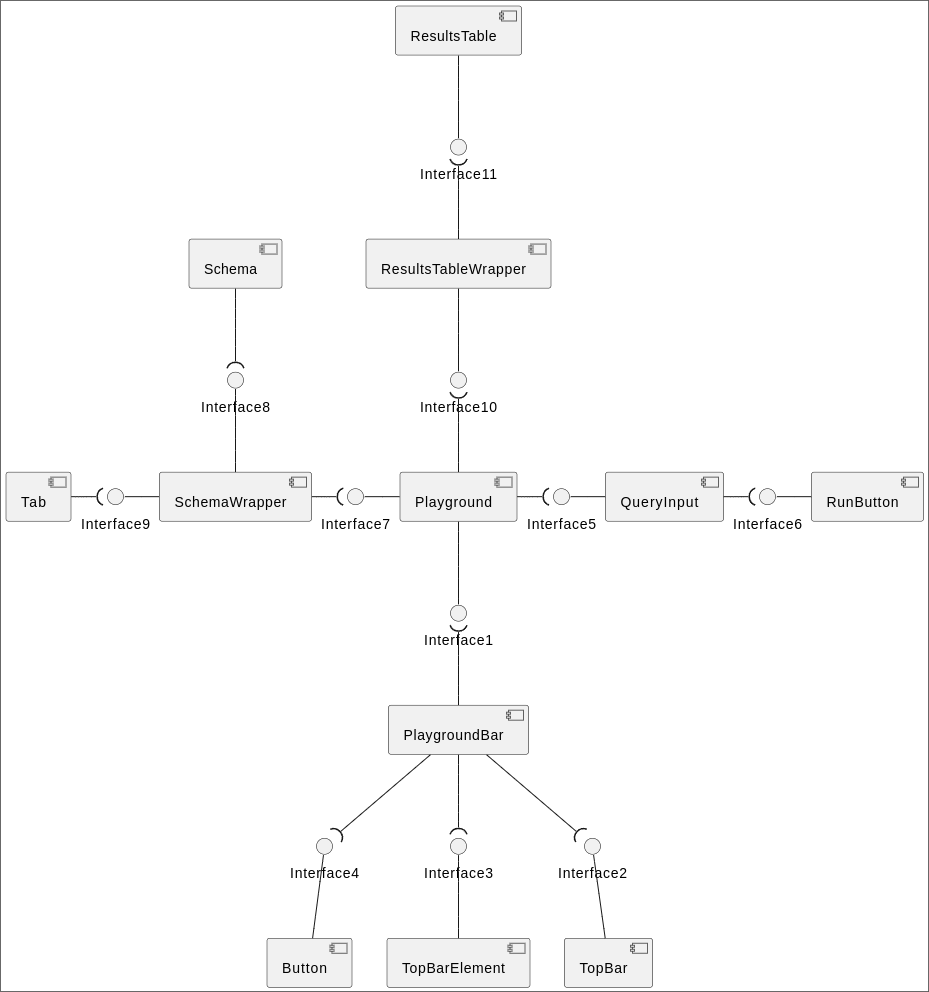 ResultsTable
Interface11
Schema
ResultsTableWrapper
Interface8
Interface10
Tab
SchemaWrapper
Playground
QueryInput
RunButton
Interface9
Interface7
Interface5
Interface6
Interface1
PlaygroundBar
Interface4
Interface3
Interface2
Button
TopBarElement
TopBar